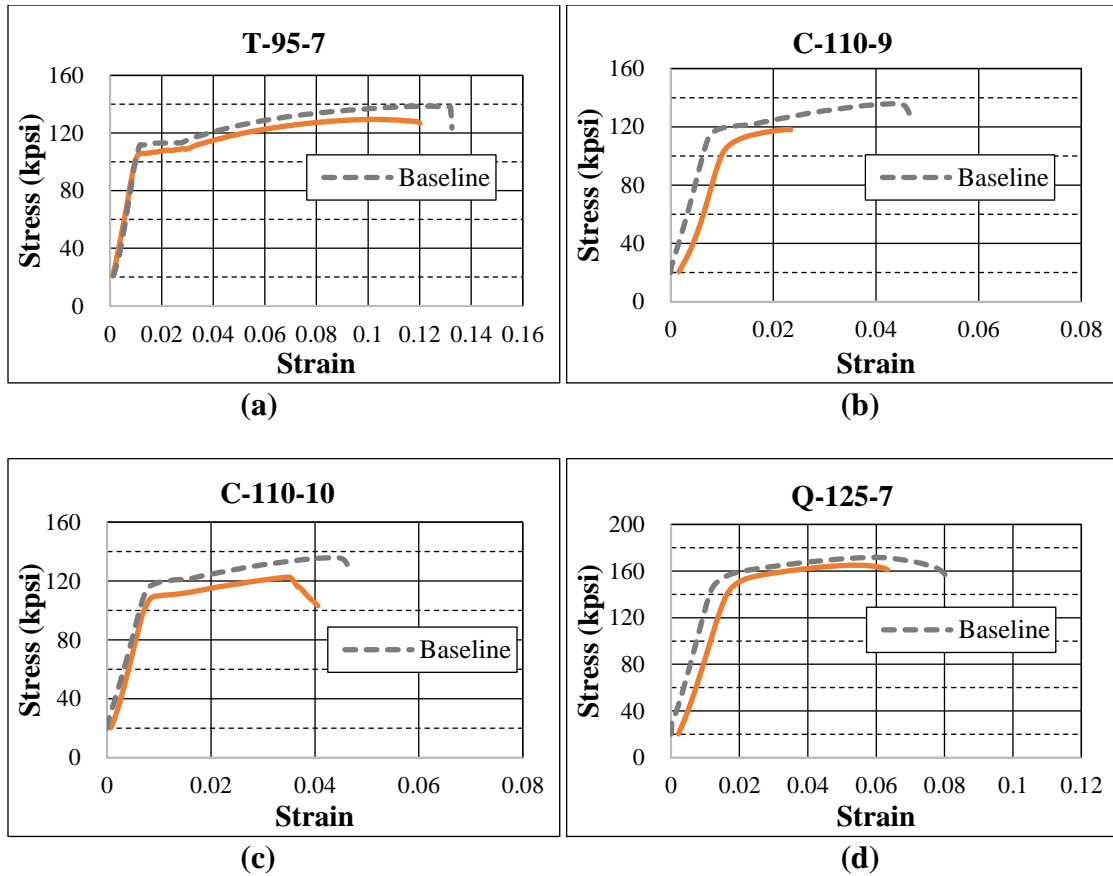 T-95-7
160
120
80
40
0
Stress (kpsi)
Baseline
0 0.02 0.04 0.06 0.08 0.1 0.12 0.14 0.16
Strain
(a)
C-110-9
160
120
80
40
0
Stress (kpsi)
Baseline
0 0.02 0.04 0.06 0.08
Strain
(b)
C-110-10
160
120
80
40
0
Stress (kpsi)
Baseline
0 0.02 0.04 0.06 0.08
Strain
(c)
Q-125-7
200
160
120
80
40
0
Stress (kpsi)
Baseline
0 0.02 0.04 0.06 0.08 0.1 0.12
Strain
(d)